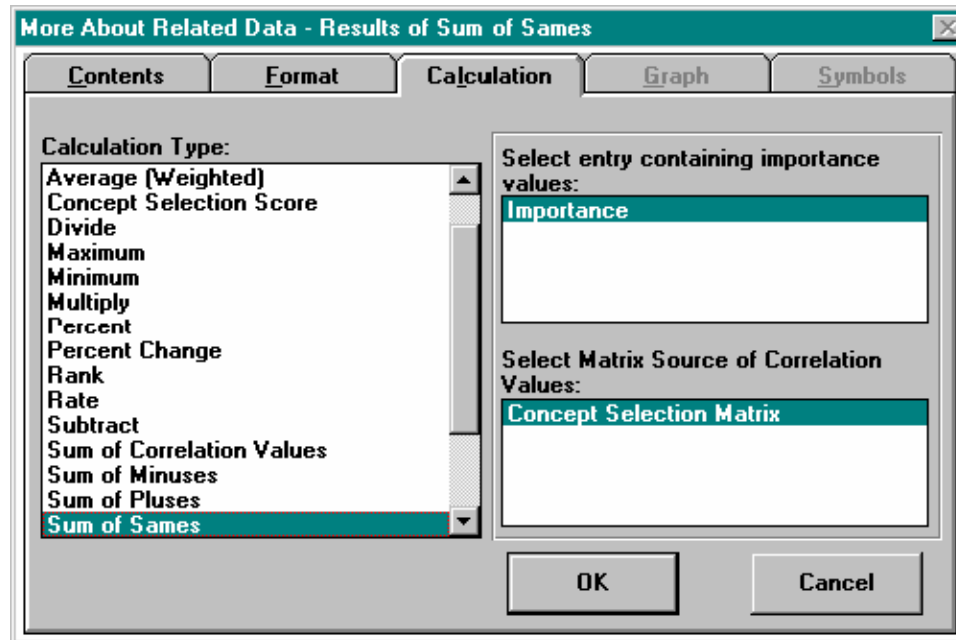 More About Related Data - Results of Sum of Sames
Contents
Format
Calculation
Graph
Symbols
Calculation Type:
Average (Weighted)
Concept Selection Score
Divide
Maximum
Minimum
Multiply
Percent
Percent Change
Rank
Rate
Subtract
Sum of Correlation Values
Sum of Minuses
Sum of Pluses
Sum of Sames
Select entry containing importance
values:
Importance
Select Matrix Source of Correlation
Values:
Concept Selection Matrix
OK
Cancel